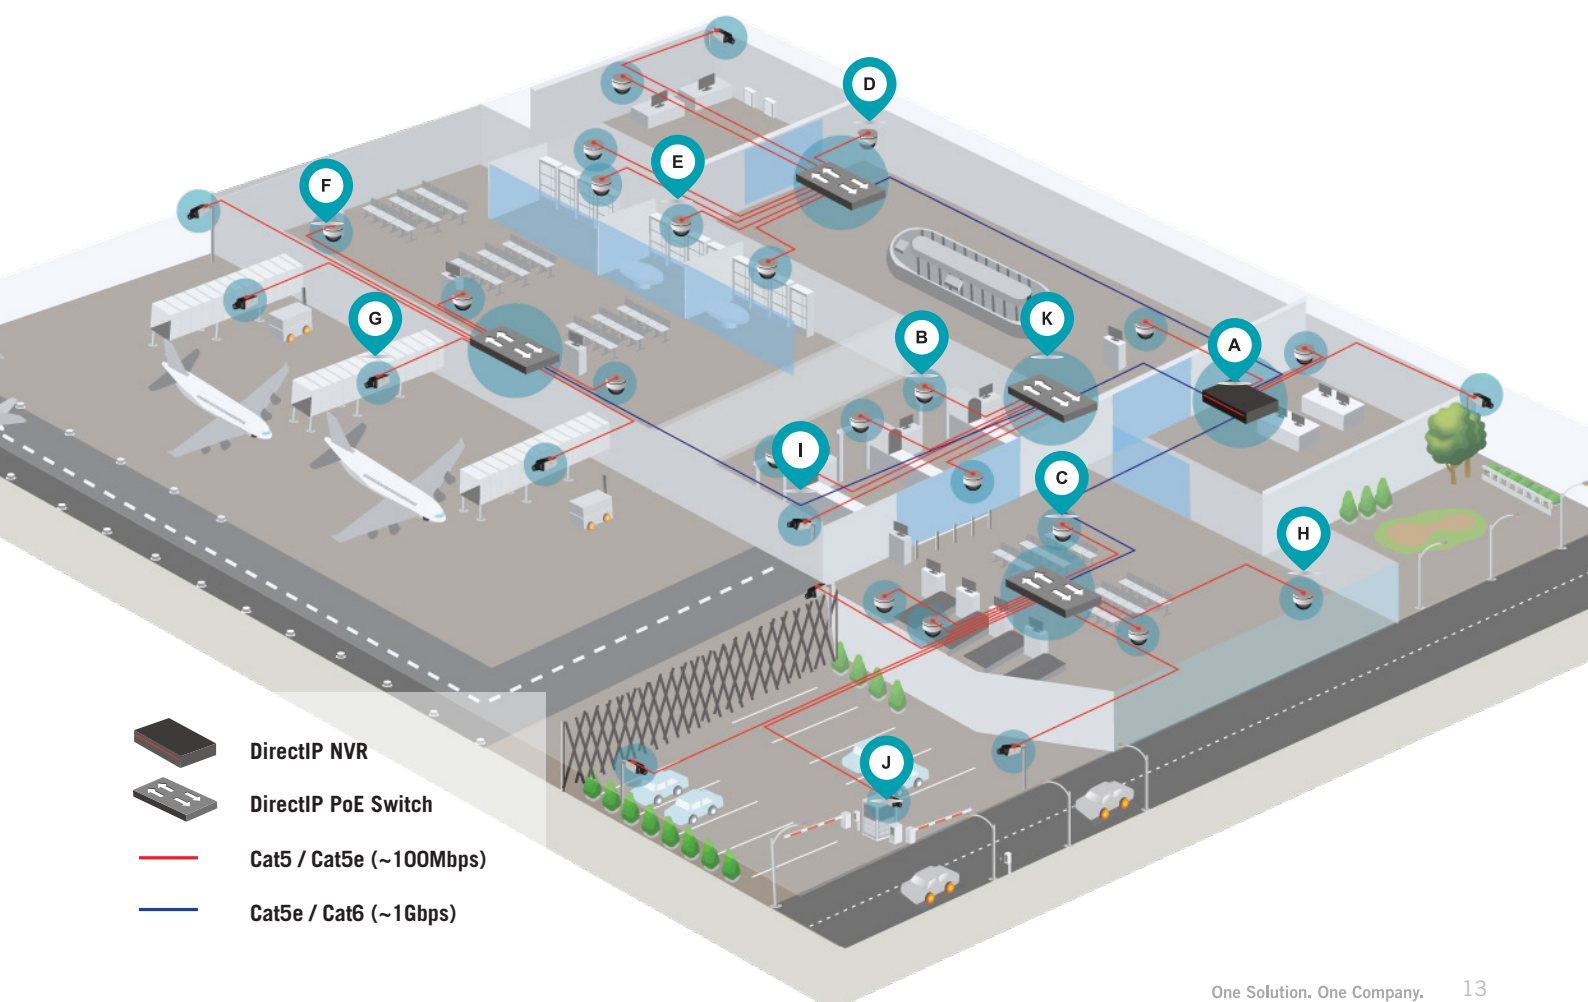 D
E
F
K
G
B
A
I
C
H
J
DirectIP NVR
DirectIP PoE Switch
Cat5 / Cat5e (~100Mbps)
Cat5e / Cat6 (~1Gbps)
One Solution. One Company. 13